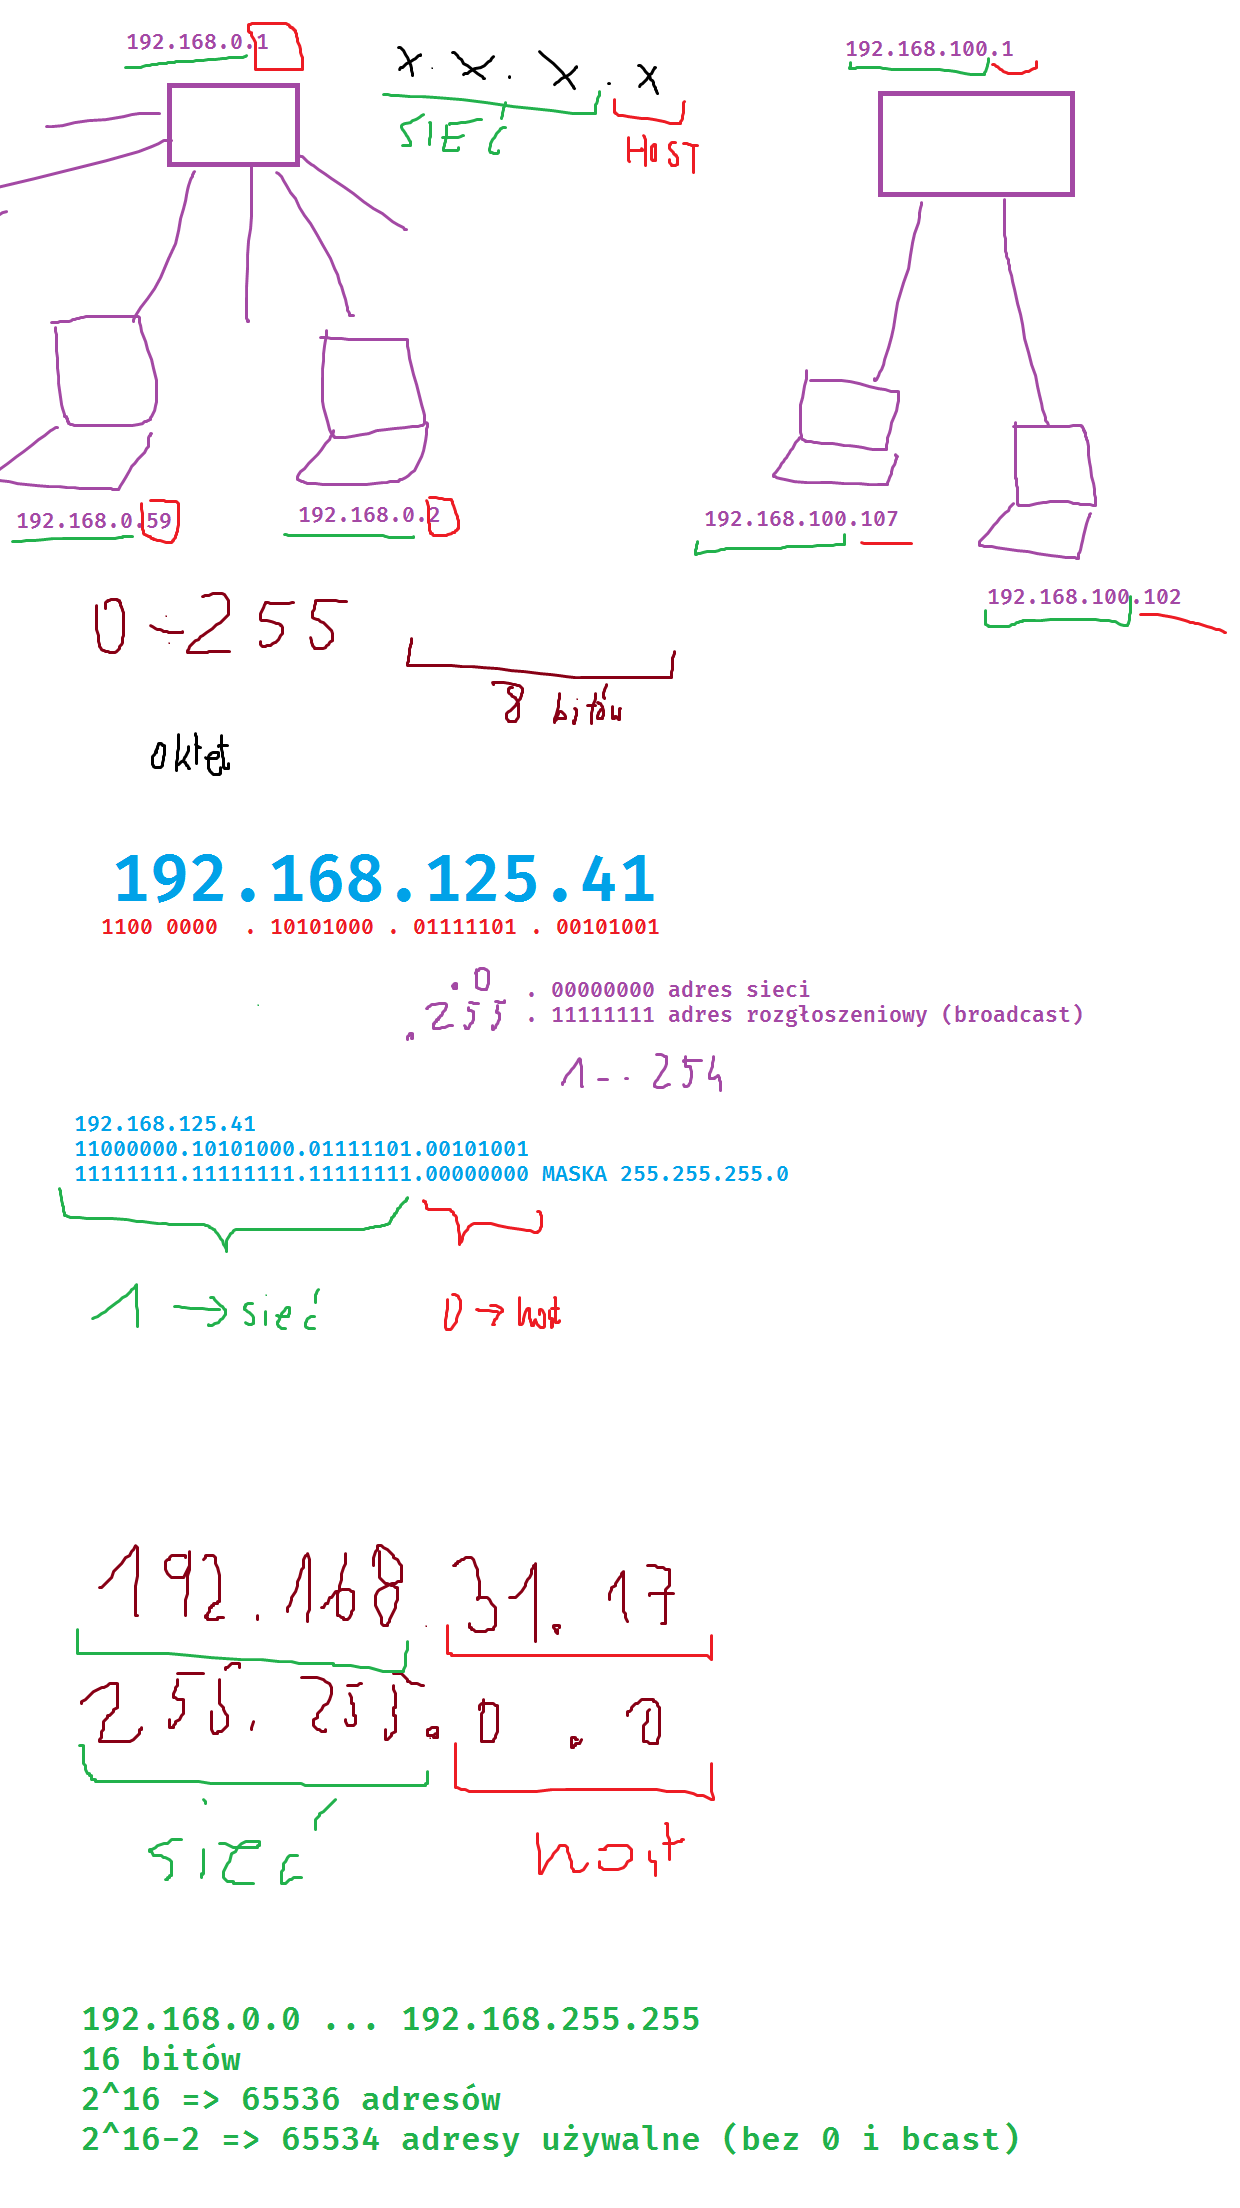 192.168.0.1
x.x.x.x
SIEĆ
HOST
192.168.100.1
192.168.0.59
192.168.0.2
192.168.100.107
192.168.100.102
0-255
8 bitów
oktet
192.168.125.41
1100 0000 . 10101000 . 01111101 . 00101001
.0 . 00000000 adres sieci
.255 . 11111111 adres rozgłoszeniowy (broadcast)
1-.254
192.168.125.41
11000000.10101000.01111101.00101001
11111111.11111111.11111111.00000000 MASKA 255.255.255.0
1 → sieć
0 → host
192.168.31.17
255.255.0.0
sieć
host
192.168.0.0 ... 192.168.255.255
16 bitów
2^16 => 65536 adresów
2^16-2 => 65534 adresy używalne (bez 0 i bcast)